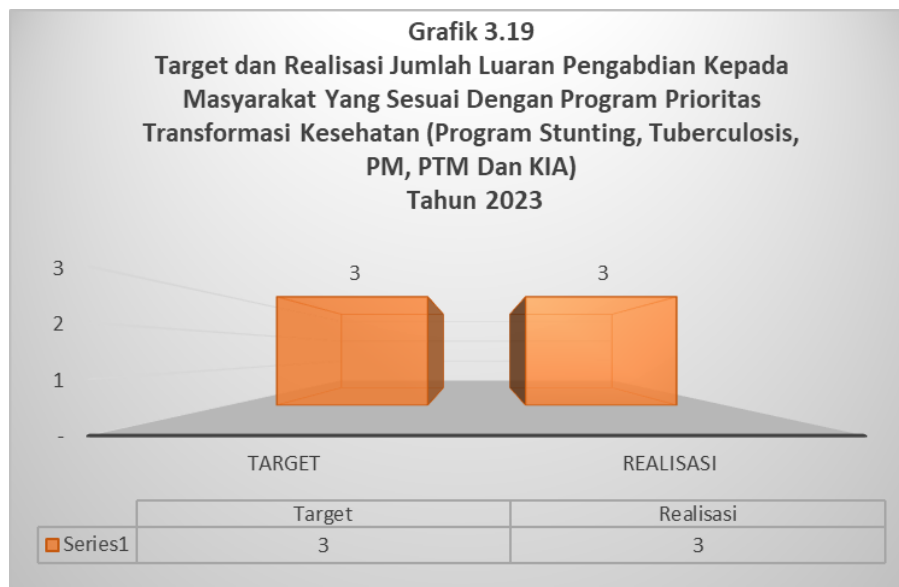 Grafik 3.19
Target dan Realisasi Jumlah Luaran Pengabdian Kepada
Masyarakat Yang Sesuai Dengan Program Prioritas
Transformasi Kesehatan (Program Stunting, Tuberculosis,
PM, PTM Dan KIA)
Tahun 2023
3
2
1
-
3 3
TARGET REALISASI
Target Realisasi
Series1 3 3